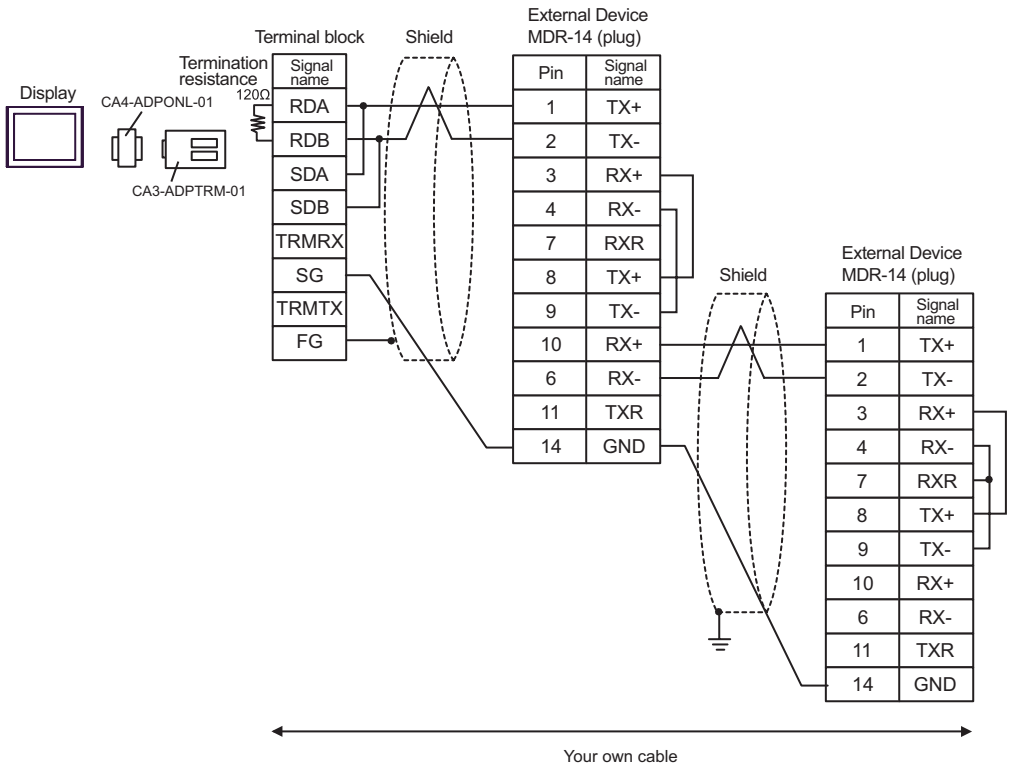 External Device
MDR-14 (plug)
Terminal block
Shield
Termination
resistance
120Ω
Display
CA4-ADPONL-01
CA3-ADPTRM-01
Signal
name
RDA
RDB
SDA
SDB
TRMRX
SG
TRMTX
FG
Pin Signal
name
1 TX+
2 TX-
3 RX+
4 RX-
7 RXR
8 TX+
9 TX-
10 RX+
6 RX-
11 TXR
14 GND
Shield
External Device
MDR-14 (plug)
Pin Signal
name
1 TX+
2 TX-
3 RX+
4 RX-
7 RXR
8 TX+
9 TX-
10 RX+
6 RX-
11 TXR
14 GND
Your own cable